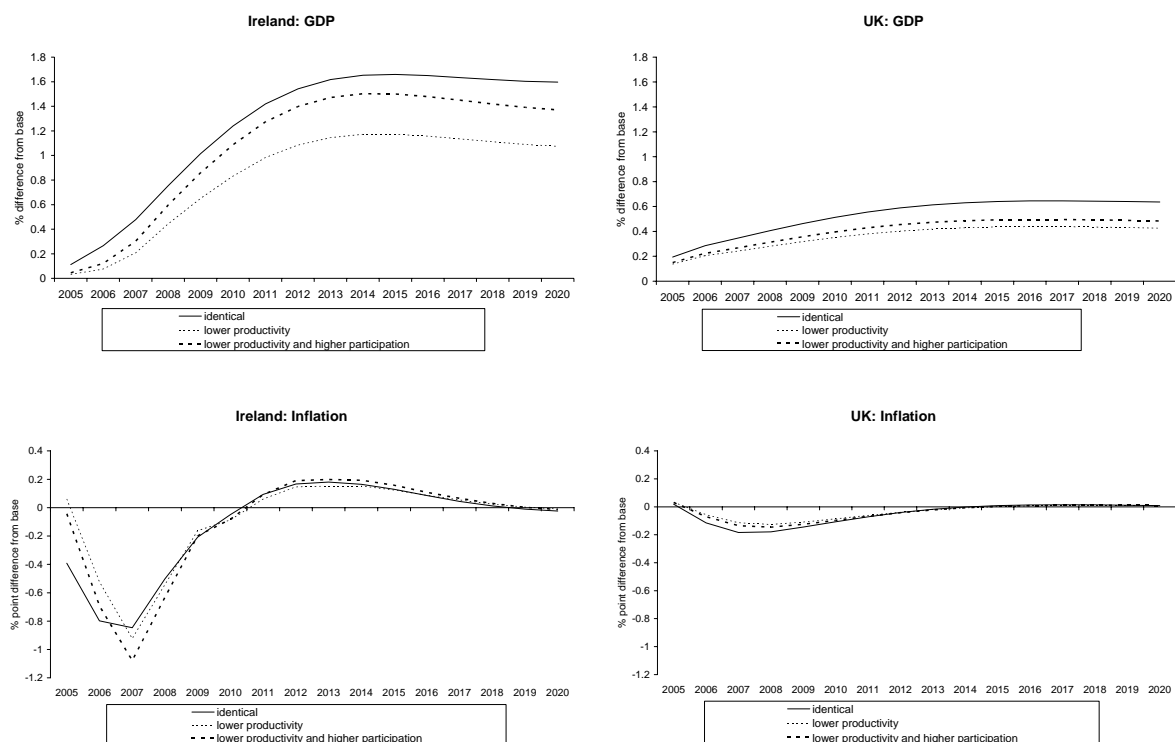 Ireland: GDP
% difference from base
1.8
1.6
1.4
1.2
1
0.8
0.6
0.4
0.2
0
2005 2006 2007 2008 2009 2010 2011 2012 2013 2014 2015 2016 2017 2018 2019 2020
identical
lower productivity
lower productivity and higher participation
UK: GDP
% difference from base
1.8
1.6
1.4
1.2
1
0.8
0.6
0.4
0.2
0
2005 2006 2007 2008 2009 2010 2011 2012 2013 2014 2015 2016 2017 2018 2019 2020
identical
lower productivity
lower productivity and higher participation
Ireland: Inflation
% point difference from base
0.4
0.2
0
-0.2
-0.4
-0.6
-0.8
-1
-1.2
2005 2006 2007 2008 2009 2010 2011 2012 2013 2014 2015 2016 2017 2018 2019 2020
identical
lower productivity
lower productivity and higher participation
UK: Inflation
% point difference from base
0.4
0.2
0
-0.2
-0.4
-0.6
-0.8
-1
-1.2
2005 2006 2007 2008 2009 2010 2011 2012 2013 2014 2015 2016 2017 2018 2019 2020
identical
lower productivity
lower productivity and higher participation